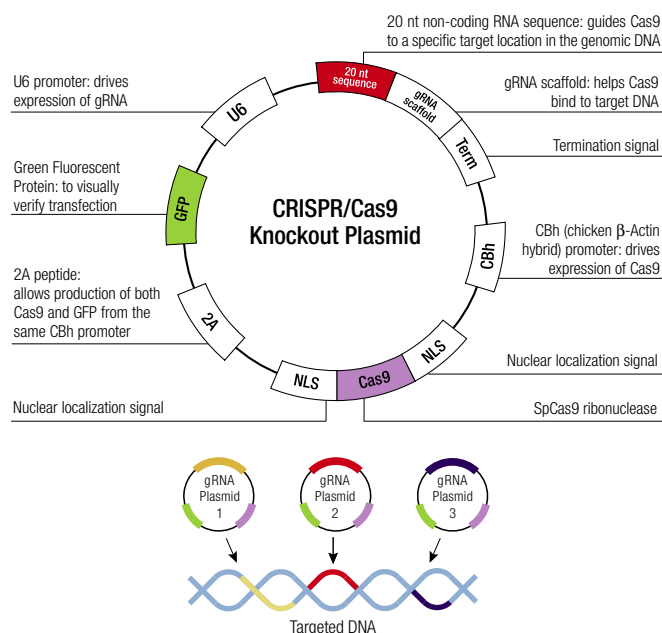 20 nt non-coding RNA sequence: guides Cas9
to a specific target location in the genomic DNA
20 nt
sequence
U6 promoter: drives
expression of gRNA
U6
gRNA
scaffold
gRNA scaffold: helps Cas9
bind to target DNA
Term
Termination signal
Green Fluorescent
Protein: to visually
verify transfection
GFP
CRISPR/Cas9
Knockout Plasmid
CBh
CBh (chicken β-Actin
hybrid) promoter: drives
expression of Cas9
2A peptide:
allows production of both
Cas9 and GFP from the
same CBh promoter
2A
NLS
Cas9
NLS
Nuclear localization signal
Nuclear localization signal
SpCas9 ribonuclease
gRNA
Plasmid
1
gRNA
Plasmid
2
gRNA
Plasmid
3
Targeted DNA